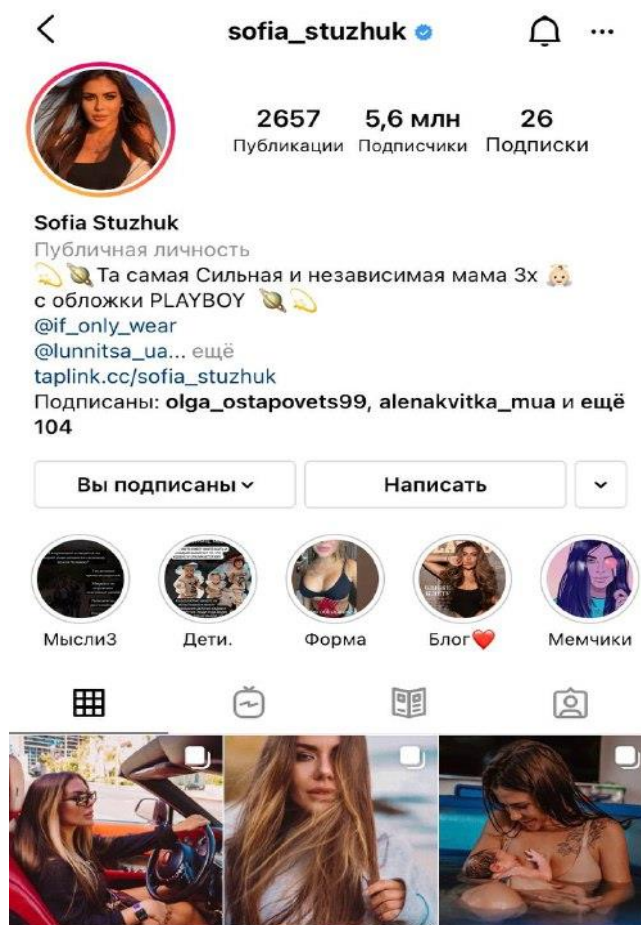 sofia_stuzhuk
2657 5,6 млн 26
Публикации Подписчики Подписки
Sofia Stuzhuk
Публичная личность
💫🪐 Та самая Сильная и независимая мама 3х 👶🏻
с обложки PLAYBOY 🪐💫
@if_only_wear
@lunnitsa_ua... ещё
taplink.cc/sofia_stuzhuk
Подписаны: olga_ostapovets99, alenakvitka_mua и ещё
104
Вы подписаны Написать
Мысли3 Дети. Форма Блог❤️ Мемчики